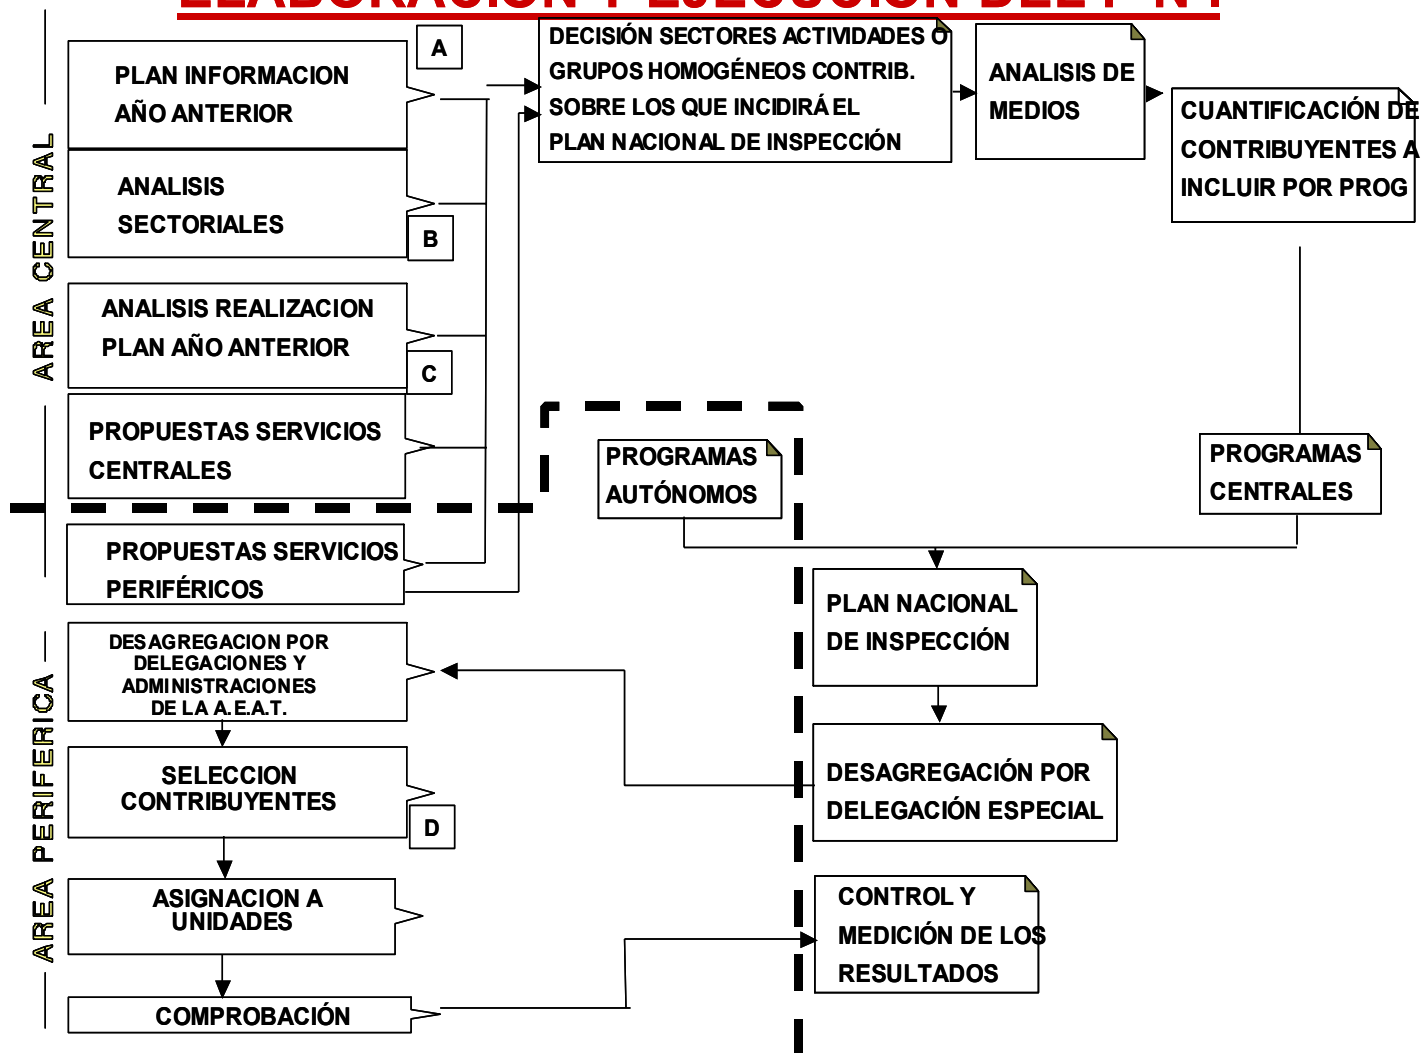 ELABORACIÓN Y EJECUCIÓN DEL P N I
A
PLAN INFORMACION
AÑO ANTERIOR
ANALISIS
SECTORIALES
B
ANALISIS REALIZACION
PLAN AÑO ANTERIOR
C
PROPUESTAS SERVICIOS
CENTRALES
AREA CENTRAL
DECISIÓN SECTORES ACTIVIDADES O
GRUPOS HOMOGÉNEOS CONTRIB.
SOBRE LOS QUE INCIDIRÁ EL
PLAN NACIONAL DE INSPECCIÓN
ANALISIS DE
MEDIOS
CUANTIFICACIÓN DE
CONTRIBUYENTES A
INCLUIR POR PROG
PROGRAMAS
AUTÓNOMOS
PROGRAMAS
CENTRALES
PROPUESTAS SERVICIOS
PERIFÉRICOS
PLAN NACIONAL
DE INSPECCIÓN
DESAGREGACION POR
DELEGACIONES Y
ADMINISTRACIONES
DE LA A.E.A.T.
DESAGREGACIÓN POR
DELEGACIÓN ESPECIAL
SELECCION
CONTRIBUYENTES
D
AREA PERIFERICA
ASIGNACION A
UNIDADES
CONTROL Y
MEDICIÓN DE LOS
RESULTADOS
COMPROBACIÓN